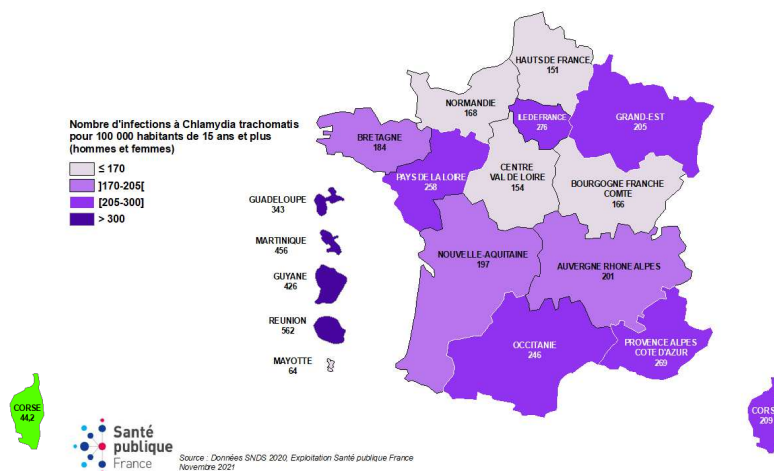 HAUTS DE FRANCE
151
NORMANDIE
168
ILE DE FRANCE
276
GRAND-EST
205
Nombre d'infections à Chlamydia trachomatis
pour 100 000 habitants de 15 ans et plus
(hommes et femmes)
≤ 170
]170-205[
[205-300]
> 300
BRETAGNE
184
PAYS DE LA LOIRE
258
CENTRE
VAL DE LOIRE
154
BOURGOGNE FRANCHE
COMTE
166
GUADELOUPE
343
MARTINIQUE
456
GUYANE
426
REUNION
562
MAYOTTE
64
NOUVELLE-AQUITAINE
197
AUVERGNE RHONE ALPES
201
OCCITANIE
246
PROVENCE ALPES
COTE D'AZUR
269
CORSE
44,2
CORS
209
Santé
publique
France
Source : Données SNDS 2020, Exploitation Santé publique France
Novembre 2021